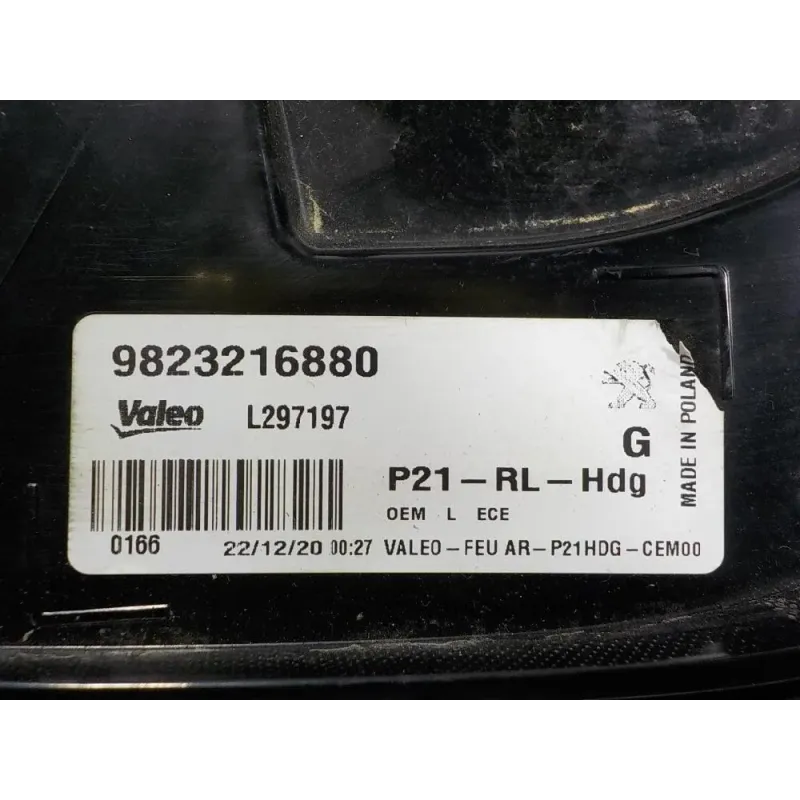 9823216880
Valeo L297197
G
P21-RL-Hdg
OEM L ECE
0166 22/12/20 00:27 VALEO-FEU AR-P21HDG-CEM00
MADE IN POLAND